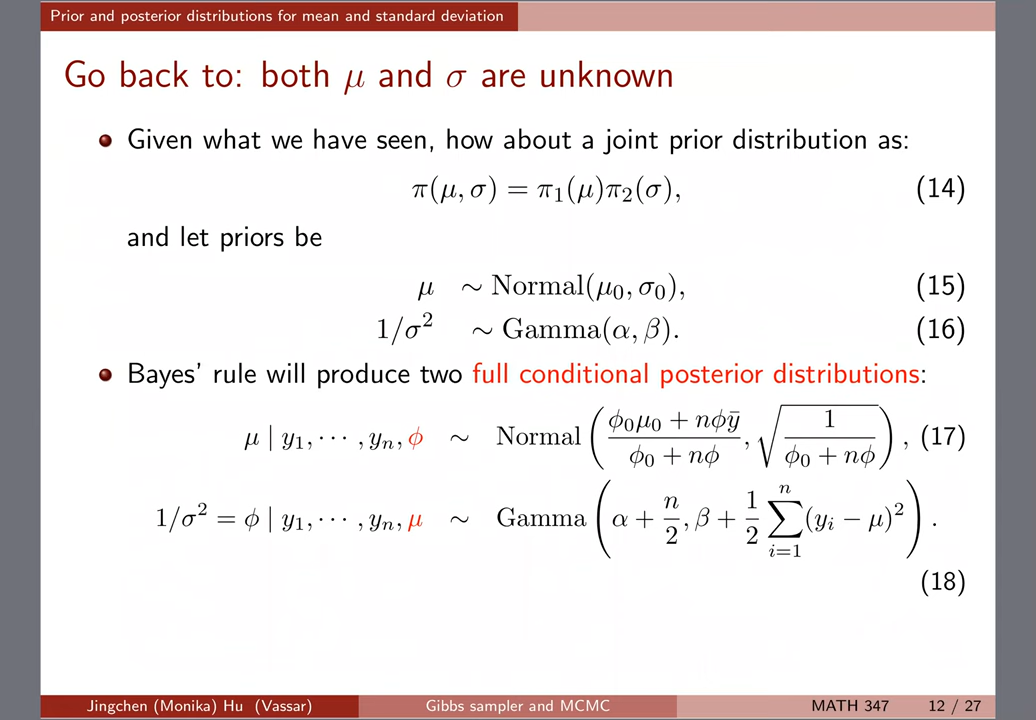 Prior and posterior distributions for mean and standard deviation
Go back to: both μ and σ are unknown
Given what we have seen, how about a joint prior distribution as:
π(μ, σ) = π₁(μ)π₂(σ), (14)
and let priors be
μ ∼ Normal(μ₀, σ₀), (15)
1/σ² ∼ Gamma(α, β). (16)
Bayes' rule will produce two full conditional posterior distributions:
μ | y₁, ⋯ , yₙ, ϕ ∼ Normal ( (ϕ₀μ₀ + nϕȳ)/(ϕ₀ + nϕ), √(1/(ϕ₀ + nϕ)) ) , (17)
1/σ² = ϕ | y₁, ⋯ , yₙ, μ ∼ Gamma ( α + n/2, β + 1/2 ∑ᵢ₌₁ⁿ (yᵢ − μ)² ) .
(18)
Jingchen (Monika) Hu (Vassar) Gibbs sampler and MCMC MATH 347 12 / 27